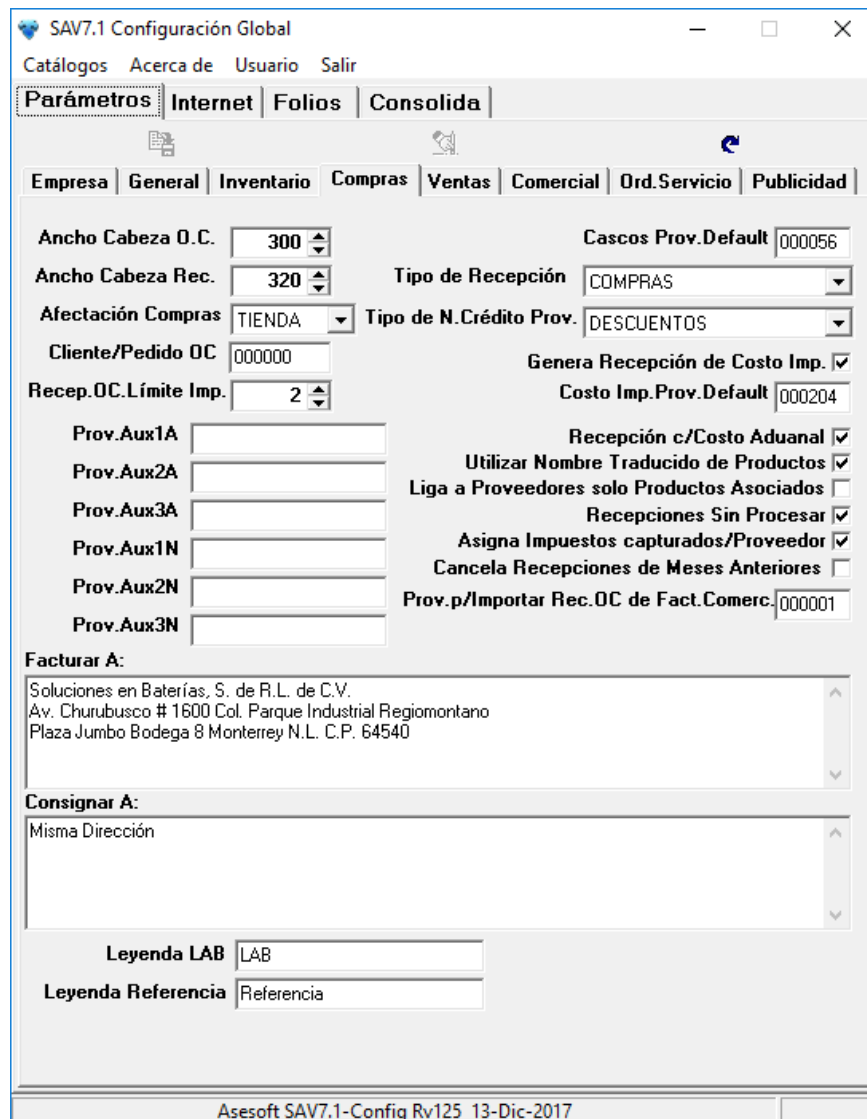 SAV7.1 Configuración Global
Catálogos Acerca de Usuario Salir
Parámetros Internet Folios Consolida
Empresa General Inventario Compras Ventas Comercial Ord.Servicio Publicidad
Ancho Cabeza O.C. 300 Cascos Prov.Default 000056
Ancho Cabeza Rec. 320 Tipo de Recepción COMPRAS
Afectación Compras TIENDA Tipo de N.Crédito Prov. DESCUENTOS
Cliente/Pedido OC 000000 Genera Recepción de Costo Imp.
Recep.OC.Límite Imp. 2 Costo Imp.Prov.Default 000204
Prov.Aux1A Recepción c/Costo Aduanal
Prov.Aux2A Utilizar Nombre Traducido de Productos
Liga a Proveedores solo Productos Asociados
Prov.Aux3A Recepciones Sin Procesar
Prov.Aux1N Asigna Impuestos capturados/Proveedor
Prov.Aux2N Cancela Recepciones de Meses Anteriores
Prov.Aux3N Prov.p/Importar Rec.OC de Fact.Comerc. 000001
Facturar A:
Soluciones en Baterías, S. de R.L. de C.V.
Av. Churubusco # 1600 Col. Parque Industrial Regiomontano
Plaza Jumbo Bodega 8 Monterrey N.L. C.P. 64540
Consignar A:
Misma Dirección
Leyenda LAB LAB
Leyenda Referencia Referencia
Asesoft SAV7.1-Config Rv125 13-Dic-2017